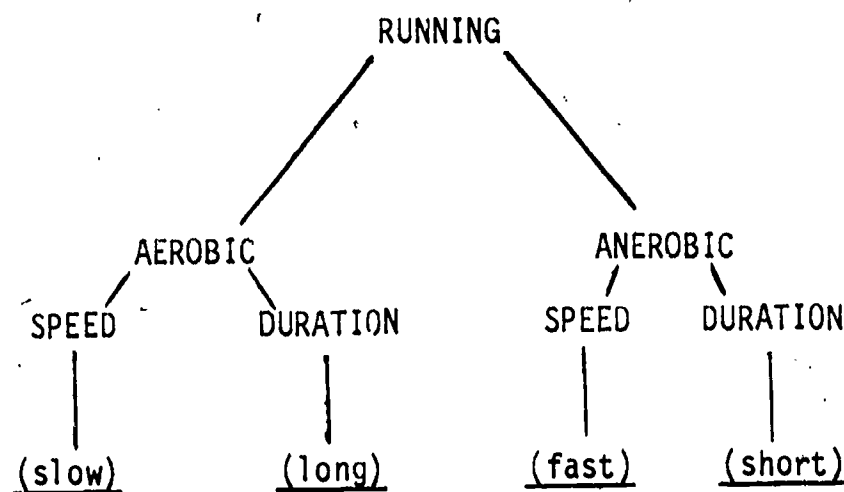 RUNNING
AEROBIC ANEROBIC
SPEED DURATION SPEED DURATION
(slow) (long) (fast) (short)